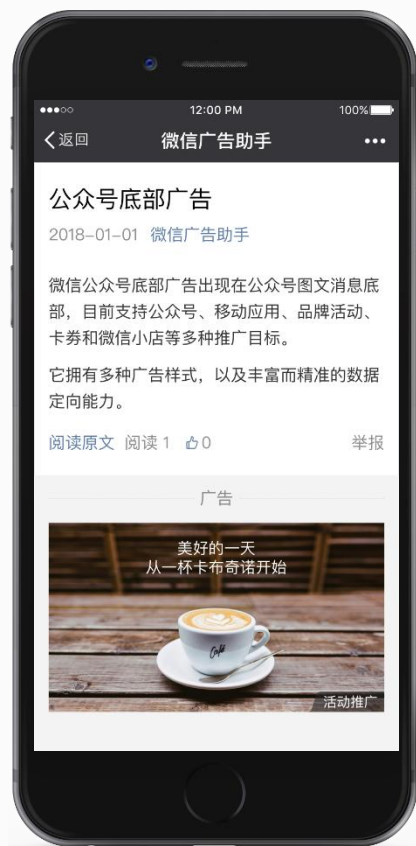 12:00 PM
100%
返回
微信广告助手
公众号底部广告
2018-01-01 微信广告助手
微信公众号底部广告出现在公众号图文消息底
部，目前支持公众号、移动应用、品牌活动、
卡券和微信小店等多种推广目标。
它拥有多种广告样式，以及丰富而精准的数据
定向能力。
阅读原文 阅读 1 0
举报
广告
美好的一天
从一杯卡布奇诺开始
Café
活动推广